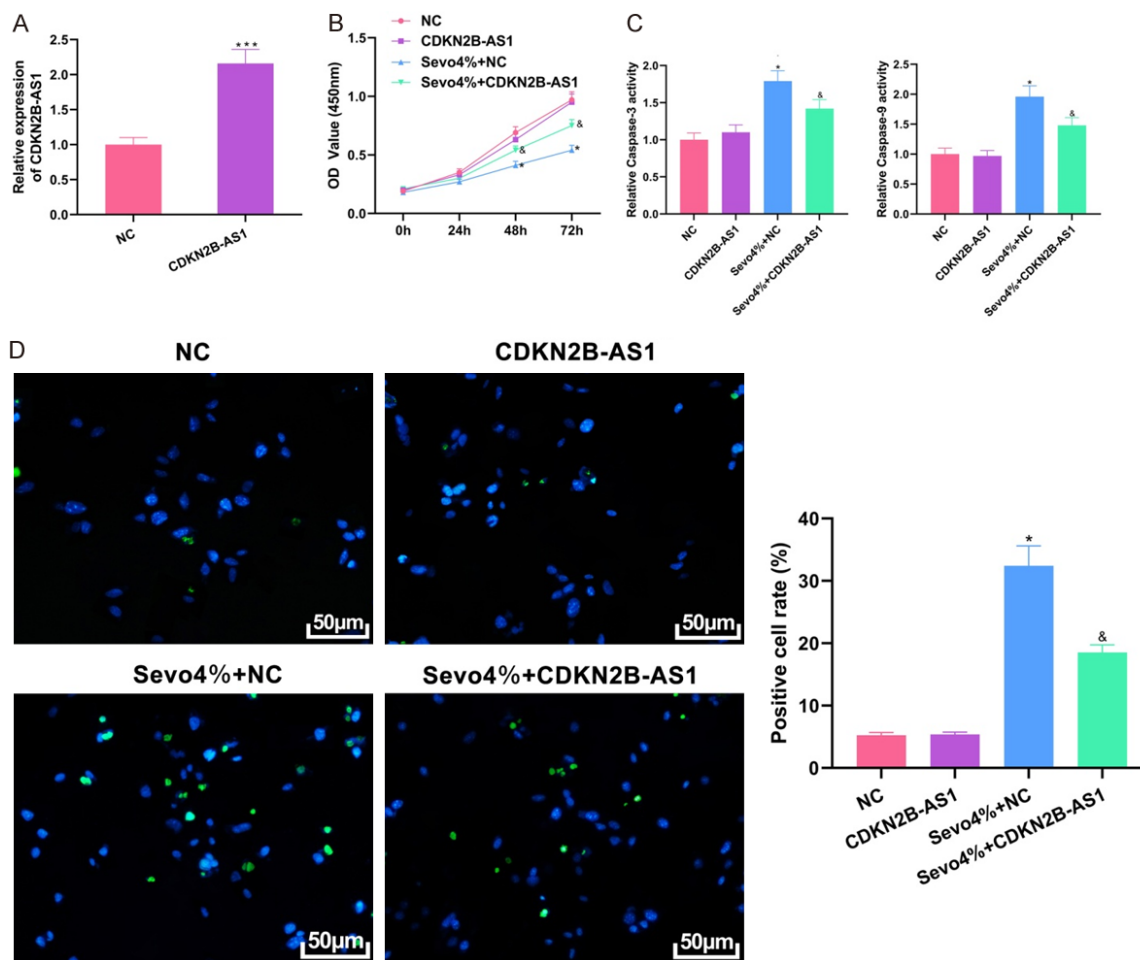 A
Relative expression
of CDKN2B-AS1
2.5
2.0
1.5
1.0
0.5
0.0
***
NC
CDKN2B-AS1
B
NC
CDKN2B-AS1
Sevo4%+NC
Sevo4%+CDKN2B-AS1
OD Value (450nm)
1.0
0.5
0.0
&
*
&
*
0h 24h 48h 72h
C
Relative Caspase-3 activity
2.0
1.5
1.0
0.5
0.0
*
&
NC
CDKN2B-AS1
Sevo4%+NC
Sevo4%+CDKN2B-AS1
Relative Caspase-9 activity
2.5
2.0
1.5
1.0
0.5
0.0
*
&
NC
CDKN2B-AS1
Sevo4%+NC
Sevo4%+CDKN2B-AS1
D
NC
50μm
CDKN2B-AS1
50μm
Sevo4%+NC
50μm
Sevo4%+CDKN2B-AS1
50μm
Positive cell rate (%)
40
30
20
10
0
*
&
NC
CDKN2B-AS1
Sevo4%+NC
Sevo4%+CDKN2B-AS1